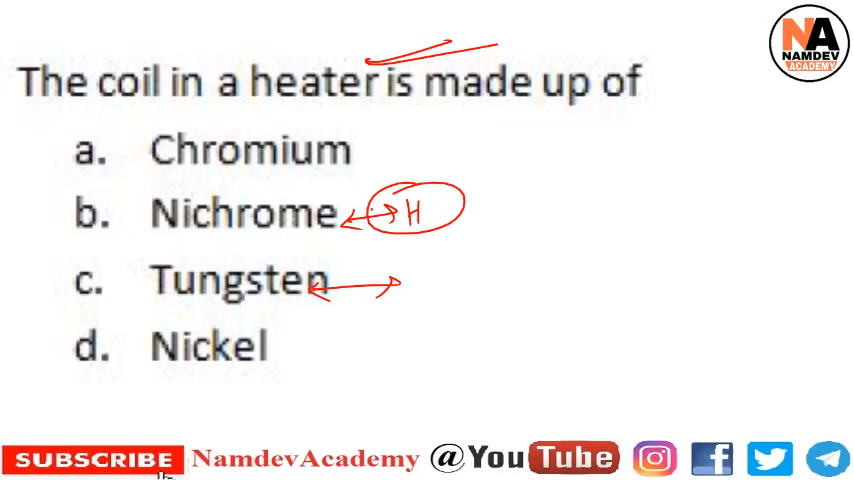 NA
NAMDEV
ACADEMY
The coil in a heater is made up of
a. Chromium
b. Nichrome H
c. Tungsten
d. Nickel
SUBSCRIBE NamdevAcademy @YouTube